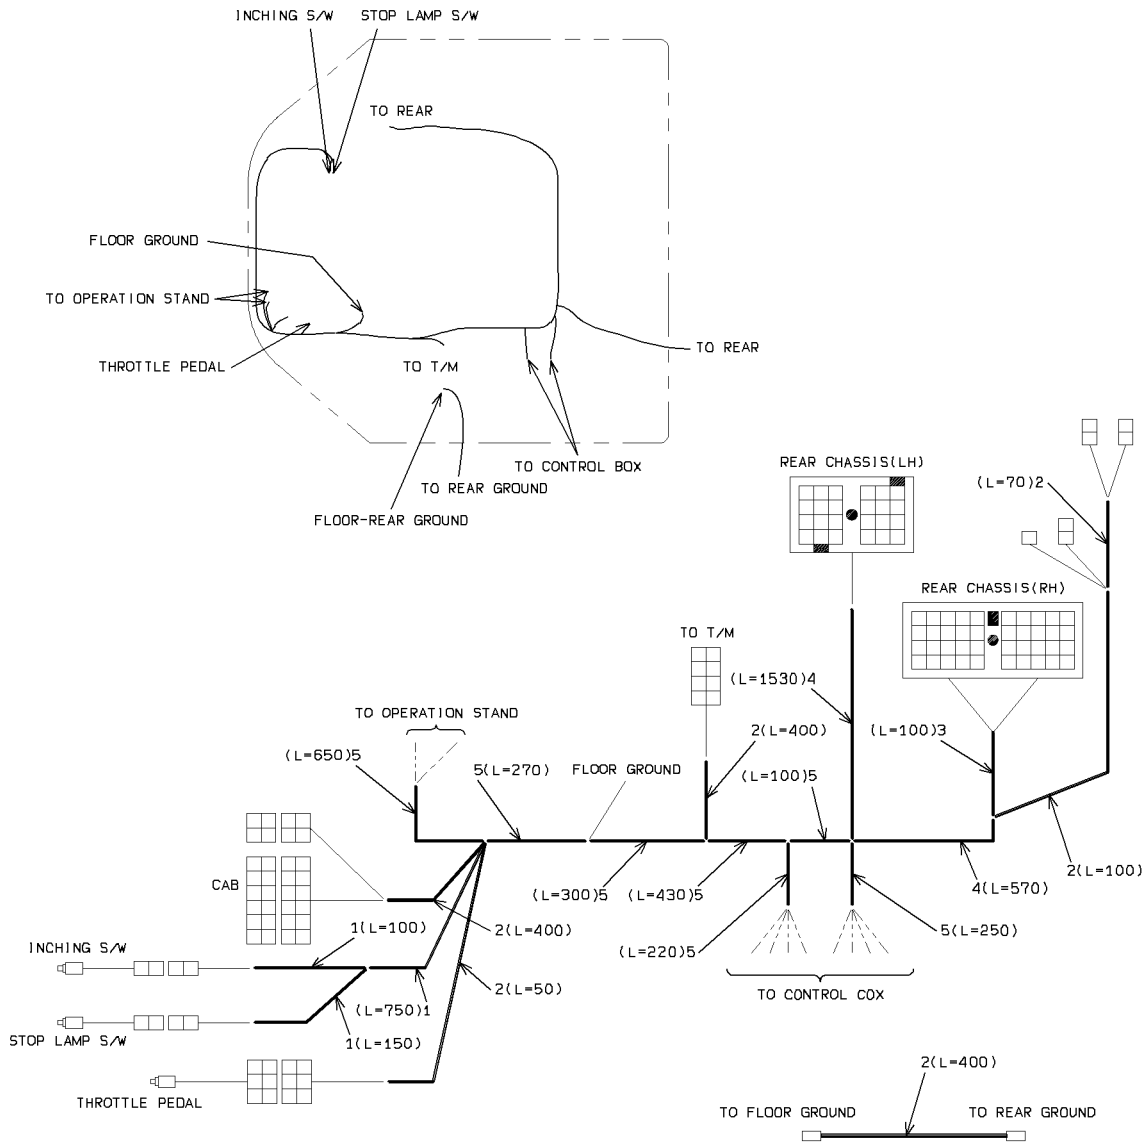 INCHING S/W STOP LAMP S/W
TO REAR
FLOOR GROUND
TO OPERATION STAND
THROTTLE PEDAL
TO T/M
TO REAR
TO CONTROL BOX
TO REAR GROUND
FLOOR-REAR GROUND
REAR CHASSIS(LH)
(L=70)2
REAR CHASSIS(RH)
TO T/M
(L=1530)4
TO OPERATION STAND
2(L=400)
(L=100)3
(L=650)5
5(L=270)
FLOOR GROUND
(L=100)5
CAB
2(L=100)
4(L=570)
(L=300)5
(L=430)5
1(L=100)
2(L=400)
5(L=250)
INCHING S/W
(L=220)5
2(L=50)
TO CONTROL COX
(L=750)1
STOP LAMP S/W
1(L=150)
2(L=400)
THROTTLE PEDAL
TO FLOOR GROUND
TO REAR GROUND